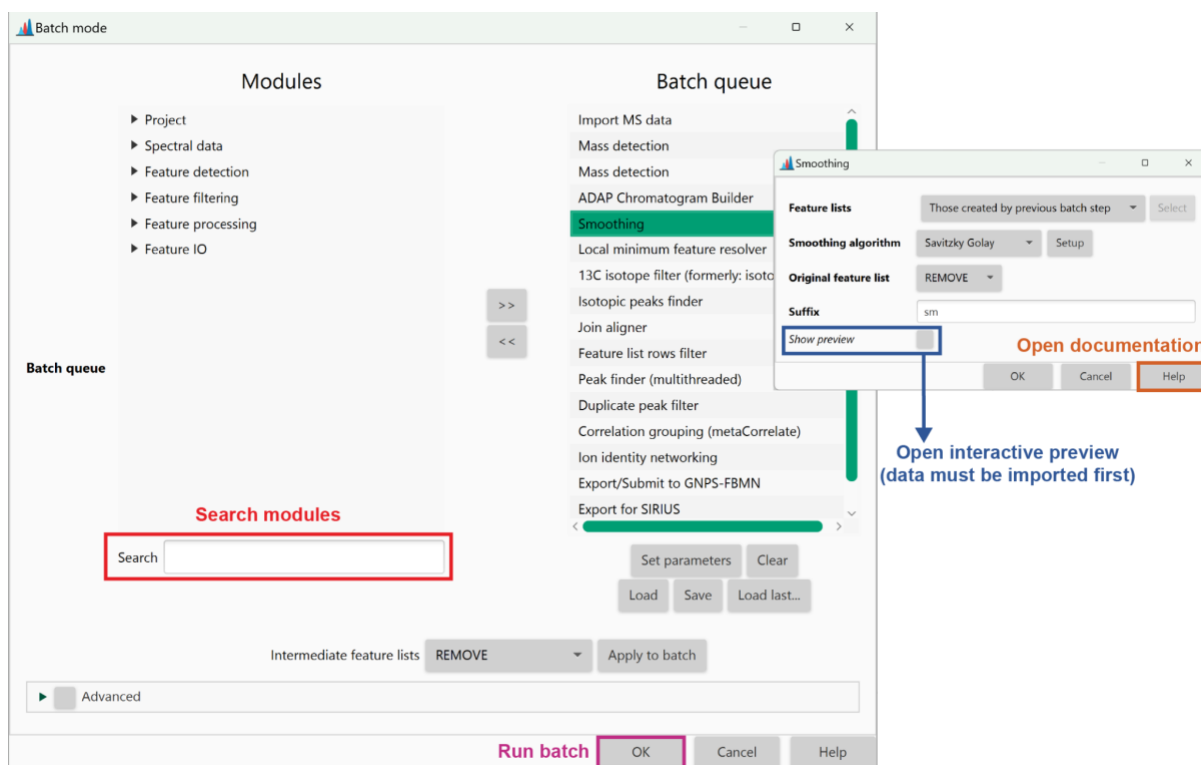 Batch mode
Modules
Project
Spectral data
Feature detection
Feature filtering
Feature processing
Feature IO
Batch queue
>>
<<
Search modules
Search
Batch queue
Import MS data
Mass detection
Mass detection
ADAP Chromatogram Builder
Smoothing
Local minimum feature resolver
13C isotope filter (formerly: isoto
Isotopic peaks finder
Join aligner
Feature list rows filter
Peak finder (multithreaded)
Duplicate peak filter
Correlation grouping (metaCorrelate)
Ion identity networking
Export/Submit to GNPS-FBMN
Export for SIRIUS
Set parameters Clear
Load Save Load last...
Smoothing
Feature lists Those created by previous batch step Select
Smoothing algorithm Savitzky Golay Setup
Original feature list REMOVE
Suffix sm
Show preview
Open documentation
OK Cancel Help
Open interactive preview
(data must be imported first)
Intermediate feature lists REMOVE Apply to batch
Advanced
Run batch OK Cancel Help